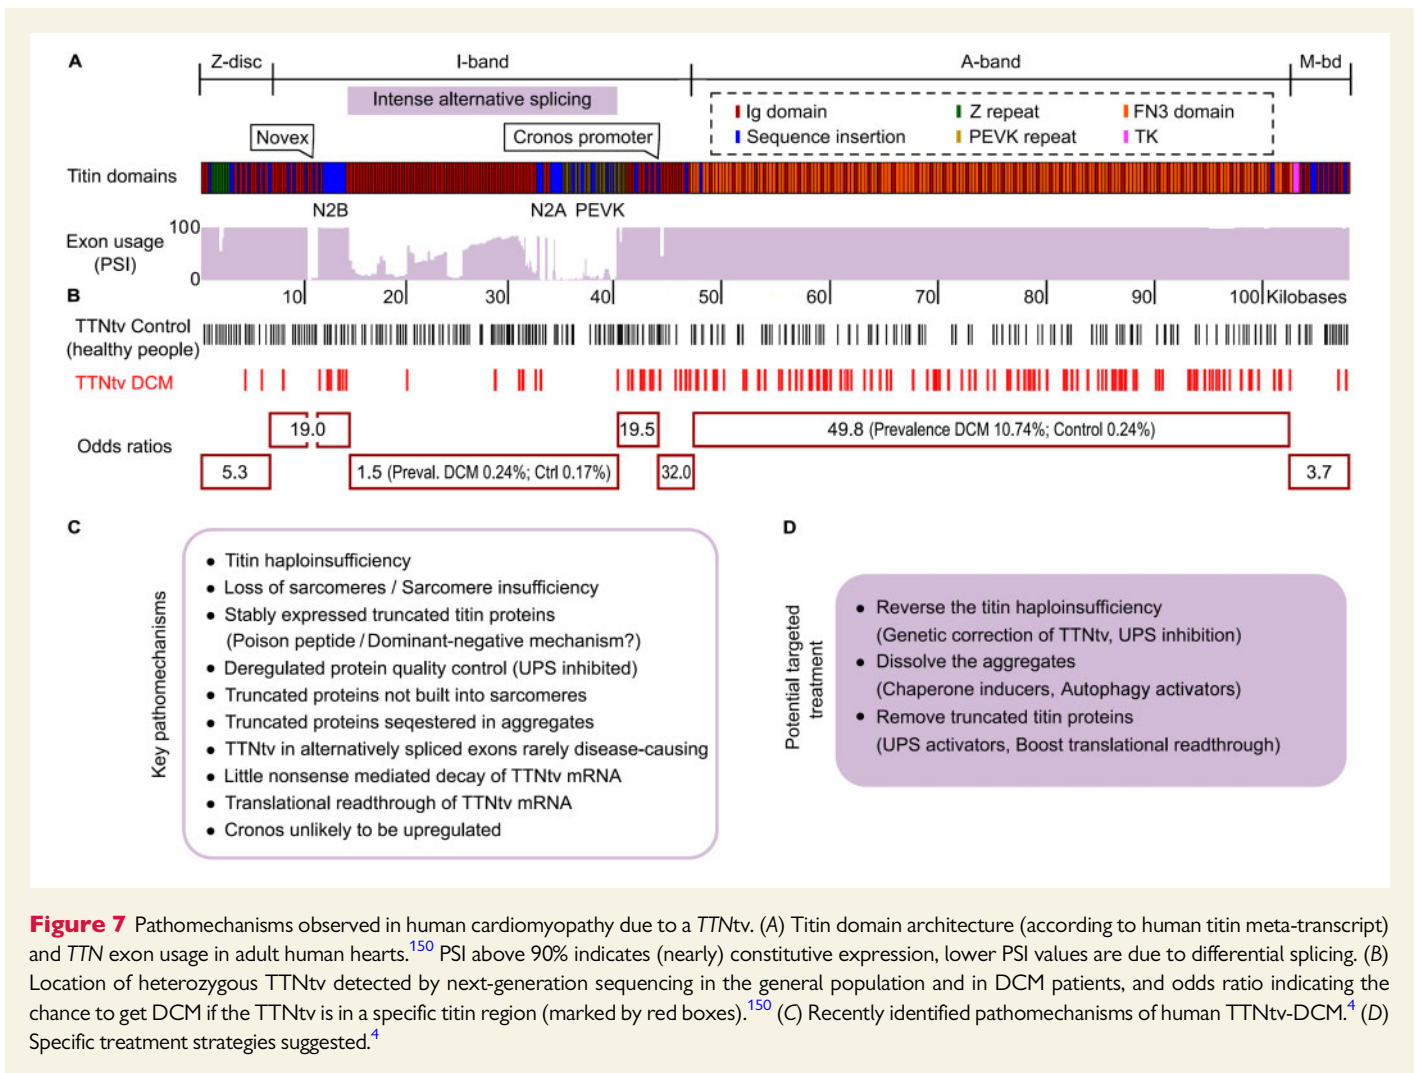 A
Z-disc
I-band
A-band
M-bd
Intense alternative splicing
Ig domain
Z repeat
FN3 domain
Sequence insertion
PEVK repeat
TK
Novex
Cronos promoter
Titin domains
N2B
N2A
PEVK
Exon usage
(PSI)
100
0
10
20
30
40
50
60
70
80
90
100
Kilobases
B
TTNtv Control
(healthy people)
TTNtv DCM
Odds ratios
19.0
19.5
49.8 (Prevalence DCM 10.74%; Control 0.24%)
5.3
1.5 (Preval. DCM 0.24%; Ctrl 0.17%)
32.0
3.7
C
Key pathomechanisms
● Titin haploinsufficiency
● Loss of sarcomeres / Sarcomere insufficiency
● Stably expressed truncated titin proteins
(Poison peptide / Dominant-negative mechanism?)
● Deregulated protein quality control (UPS inhibited)
● Truncated proteins not built into sarcomeres
● Truncated proteins seqestered in aggregates
● TTNtv in alternatively spliced exons rarely disease-causing
● Little nonsense mediated decay of TTNtv mRNA
● Translational readthrough of TTNtv mRNA
● Cronos unlikely to be upregulated
D
Potential targeted
treatment
● Reverse the titin haploinsufficiency
(Genetic correction of TTNtv, UPS inhibition)
● Dissolve the aggregates
(Chaperone inducers, Autophagy activators)
● Remove truncated titin proteins
(UPS activators, Boost translational readthrough)
Figure 7 Pathomechanisms observed in human cardiomyopathy due to a TTNtv. (A) Titin domain architecture (according to human titin meta-transcript)
and TTN exon usage in adult human hearts.150 PSI above 90% indicates (nearly) constitutive expression, lower PSI values are due to differential splicing. (B)
Location of heterozygous TTNtv detected by next-generation sequencing in the general population and in DCM patients, and odds ratio indicating the
chance to get DCM if the TTNtv is in a specific titin region (marked by red boxes).150 (C) Recently identified pathomechanisms of human TTNtv-DCM.4 (D)
Specific treatment strategies suggested.4